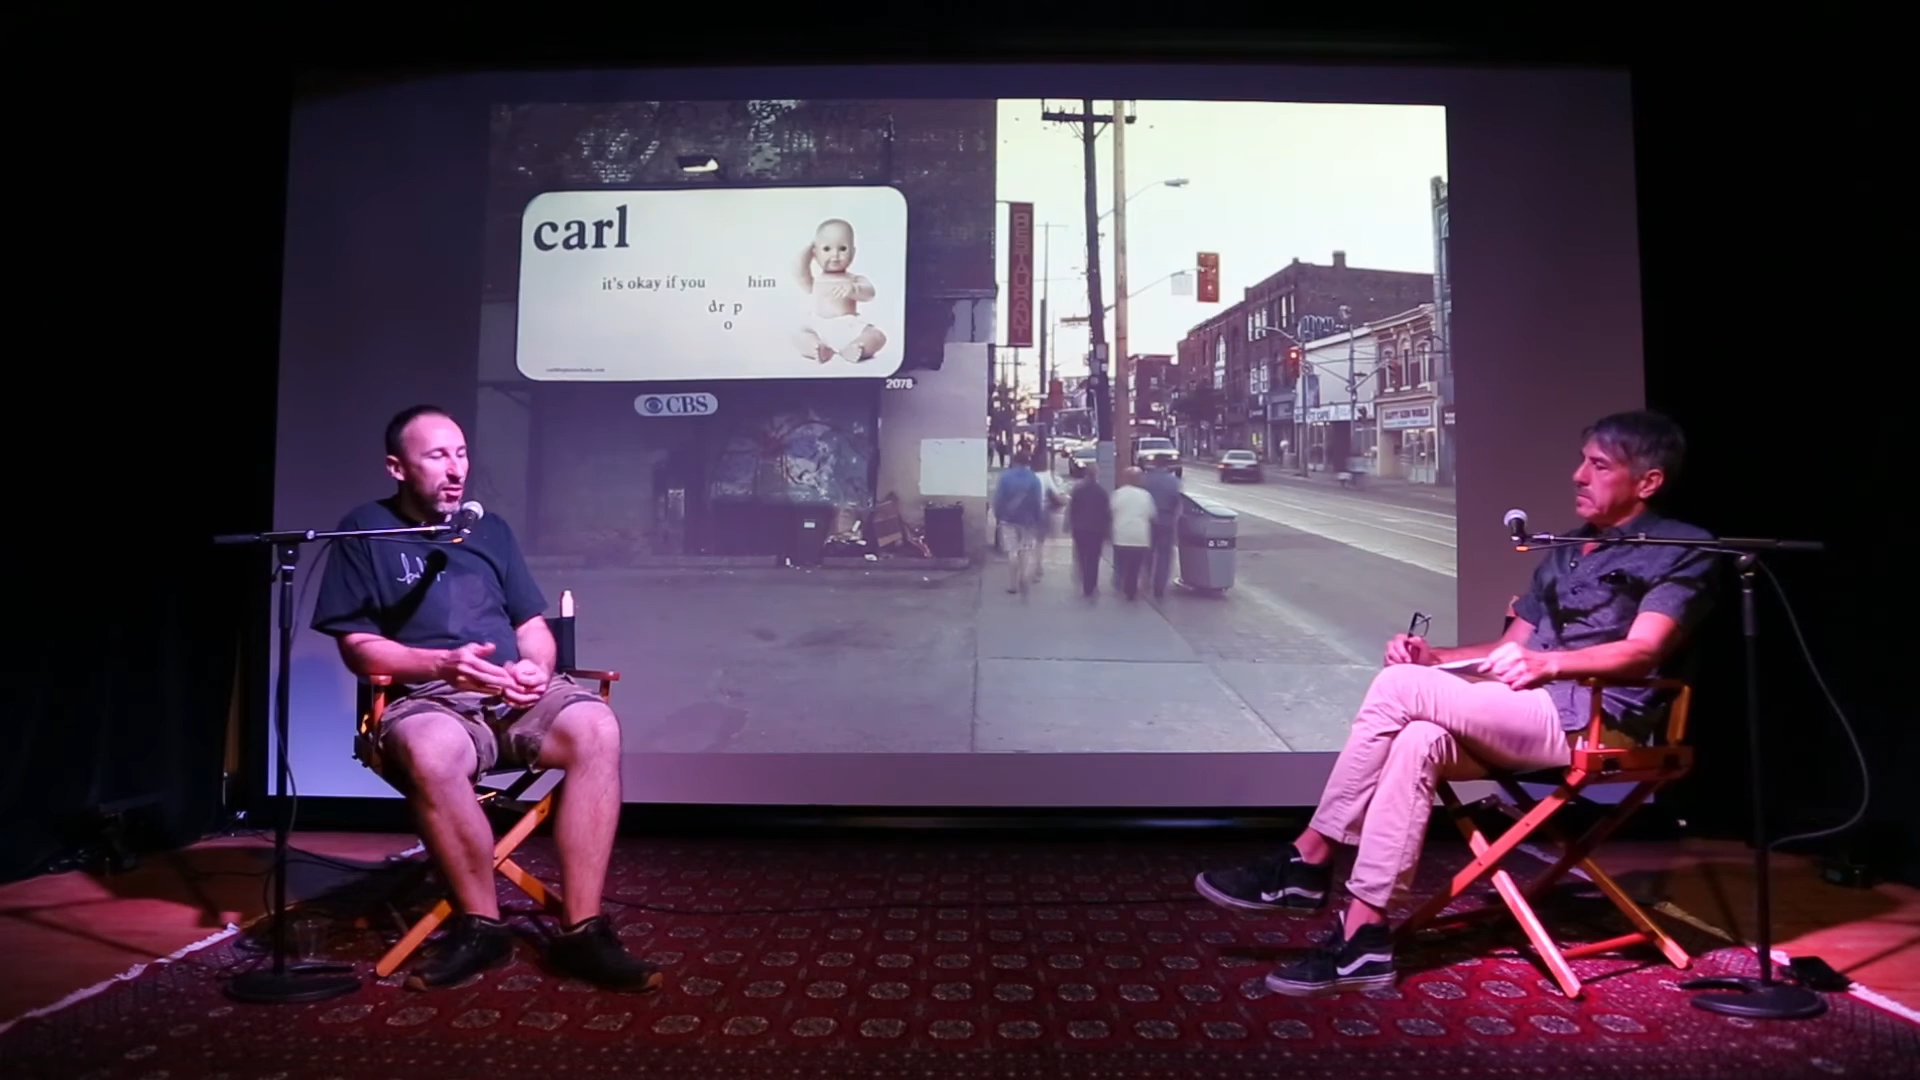 carl
it's okay if you him
dr p
o
2078
CBS
RESTAURANT